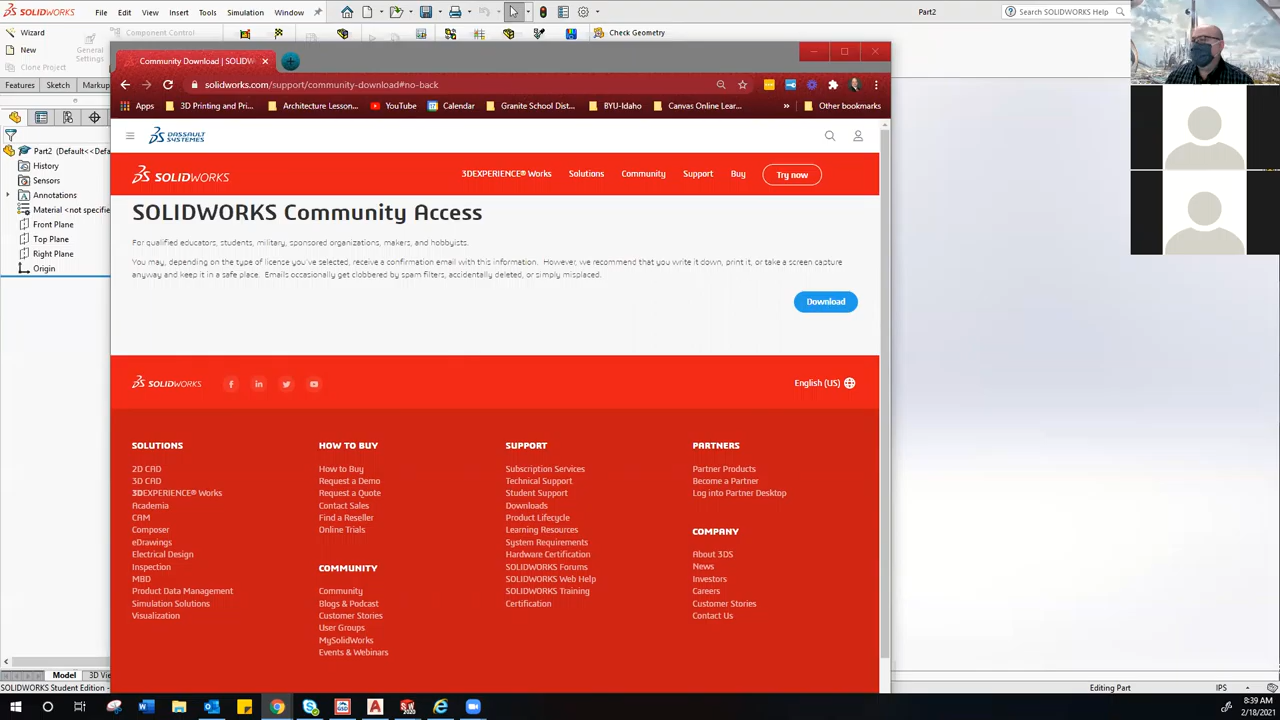 SOLIDWORKS File Edit View Insert Tools Simulation Window Part2 Search SOLIDWORKS Help
Wizard Check Geometry
New General Settings
Clone Project
Features Sketch Markup
Community Download | SOLIDW
solidworks.com/support/community-download#no-back
Apps 3D Printing and Pri... Architecture Lesson... YouTube Calendar Granite School Dist... BYU-Idaho Canvas Online Lear... » Other bookmarks
DASSAULT SYSTEMES
SOLIDWORKS 3DEXPERIENCE® Works Solutions Community Support Buy Try now
SOLIDWORKS Community Access
For qualified educators, students, military, sponsored organizations, makers, and hobbyists.
You may, depending on the type of license you've selected, receive a confirmation email with this information. However, we recommend that you write it down, print it, or take a screen capture
anyway and keep it in a safe place. Emails occasionally get clobbered by spam filters, accidentally deleted, or simply misplaced.
Download
Part2 (Default<<Defa
History
Sensors
Annotations
Material <not specifie
Front Plane
Top Plane
Right Plane
Origin
SOLIDWORKS English (US)
SOLUTIONS
2D CAD
3D CAD
3DEXPERIENCE® Works
Academia
CAM
Composer
eDrawings
Electrical Design
Inspection
MBD
Product Data Management
Simulation Solutions
Visualization
HOW TO BUY
How to Buy
Request a Demo
Request a Quote
Contact Sales
Find a Reseller
Online Trials
COMMUNITY
Community
Blogs & Podcast
Customer Stories
User Groups
MySolidWorks
Events & Webinars
SUPPORT
Subscription Services
Technical Support
Student Support
Downloads
Product Lifecycle
Learning Resources
System Requirements
Hardware Certification
SOLIDWORKS Forums
SOLIDWORKS Web Help
SOLIDWORKS Training
Certification
PARTNERS
Partner Products
Become a Partner
Log into Partner Desktop
COMPANY
About 3DS
News
Investors
Careers
Customer Stories
Contact Us
Model 3D Vi
SOLIDWORKS Student Edition - Editing Part IPS
8:39 AM
2/18/2021